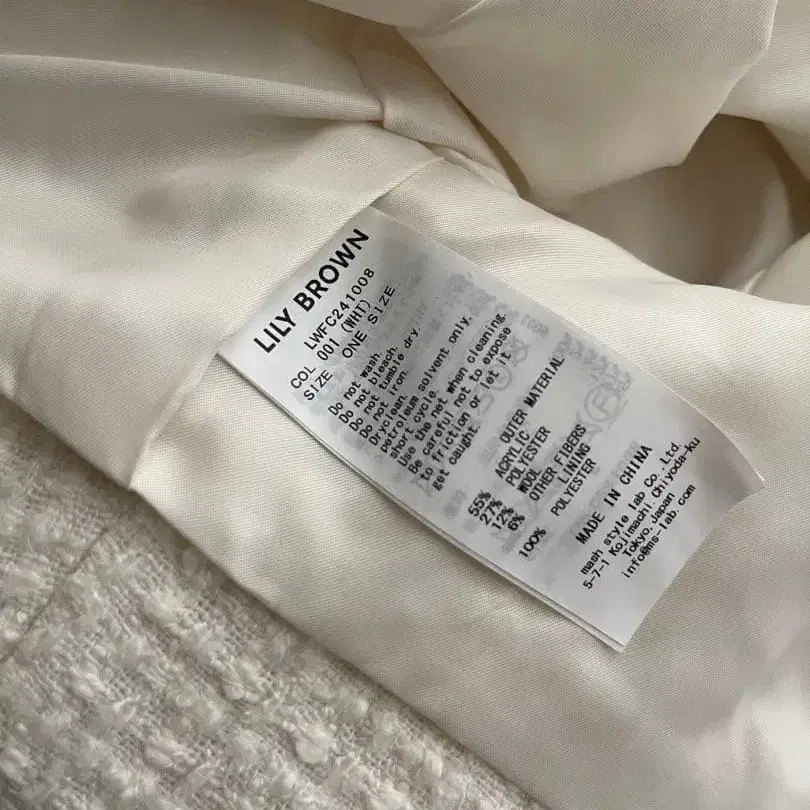 LILY BROWN
LWFC241008
COL 001 (WHT)
SIZE ONE SIZE
Do not wash.
Do not bleach.
Do not tumble dry.
Do not iron.
Dryclean.
petroleum solvent only.
short cycle
Use the net when cleaning.
Be careful not to expose
to friction or let it
get caught.
OUTER MATERIAL
55% ACRYLIC
27% POLYESTER
12% WOOL
6% OTHER FIBERS
LINING
100% POLYESTER
MADE IN CHINA
mash style lab Co.,Ltd.
5-7-1 Kojimachi,Chiyoda-ku
Tokyo,Japan
info@ms-lab.com